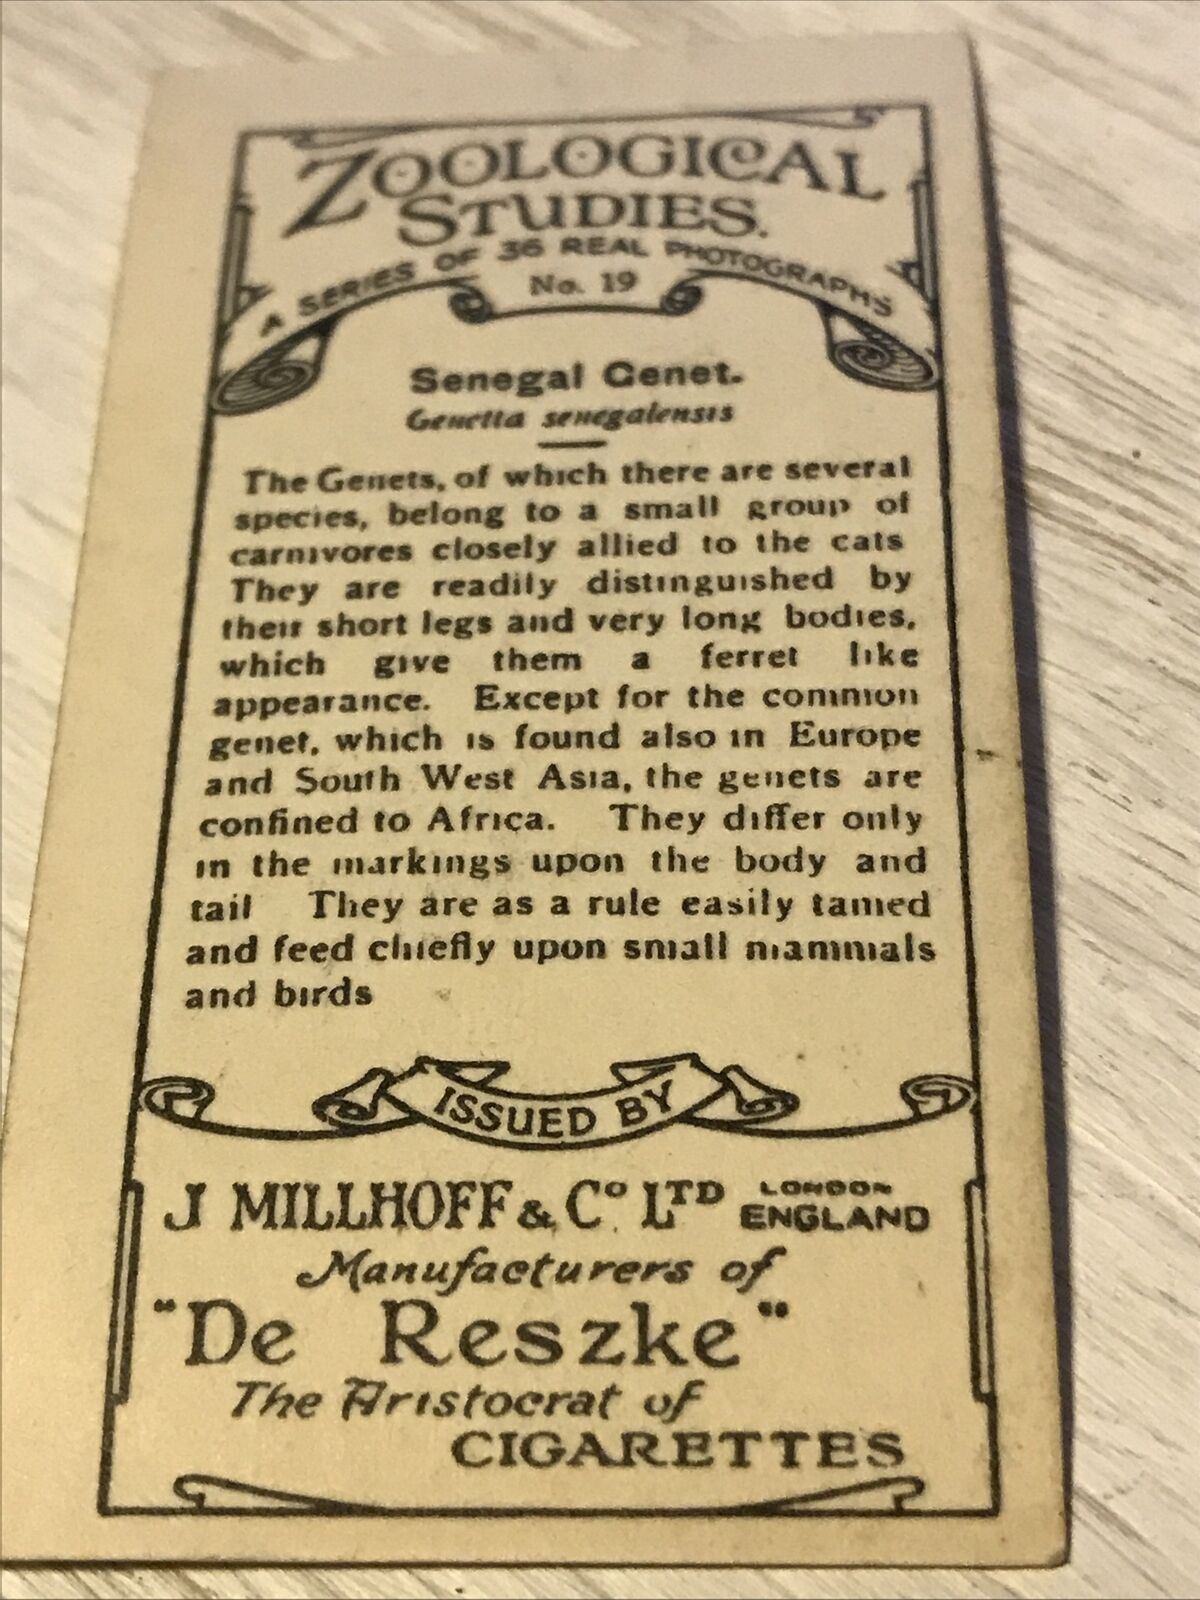 ZOOLOGICAL
STUDIES.
A SERIES OF 36 REAL PHOTOGRAPHS
No. 19
Senegal Genet.
Genetta senegalensis
The Genets, of which there are several
species, belong to a small group of
carnivores closely allied to the cats
They are readily distinguished by
their short legs and very long bodies,
which give them a ferret like
appearance. Except for the common
genet, which is found also in Europe
and South West Asia, the genets are
confined to Africa. They differ only
in the markings upon the body and
tail They are as a rule easily tamed
and feed chiefly upon small mammals
and birds
ISSUED BY
J MILLHOFF & Co. LTD LONDON
ENGLAND
Manufacturers of
"De Reszke"
The Aristocrat of
CIGARETTES